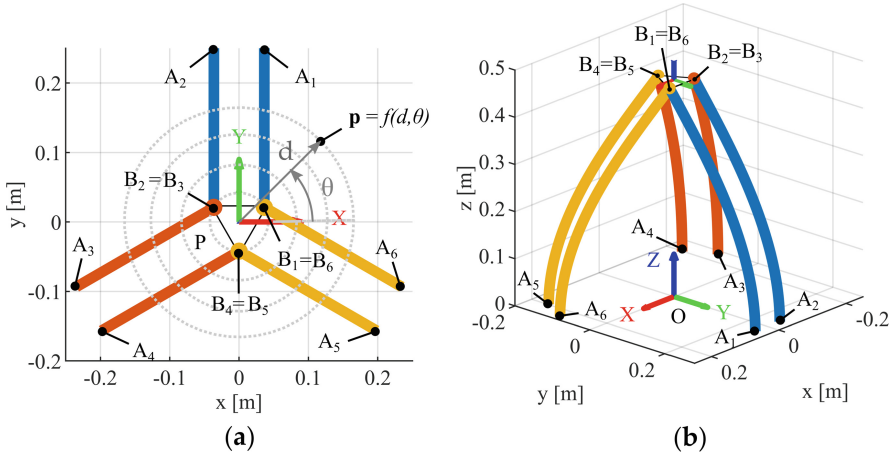 A₂
A₁
p = f(d,θ)
Y
d
θ
B₂=B₃
X
P
A₃
A₆
B₁=B₆
B₄=B₅
A₄
A₅
0.2
0.1
0
-0.1
-0.2
y [m]
-0.2
-0.1
0
0.1
0.2
x [m]
(a)
B₁=B₆
B₂=B₃
B₄=B₅
0.5
0.4
0.3
0.2
0.1
0
z [m]
A₄
A₃
Z
A₅
X
Y
A₂
A₆
O
A₁
-0.2
0
0.2
y [m]
0.2
0
-0.2
x [m]
(b)